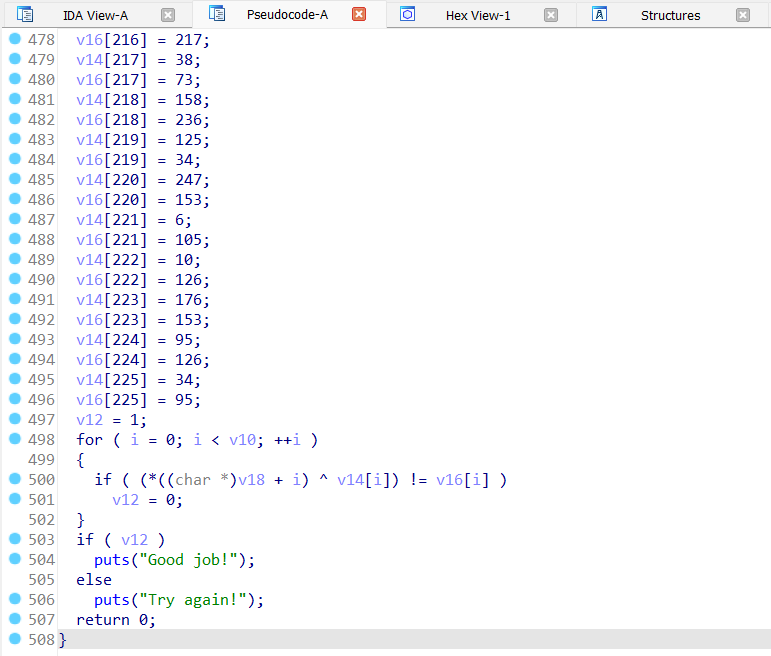 IDA View-A Pseudocode-A Hex View-1 Structures
478 v16[216] = 217;
479 v14[217] = 38;
480 v16[217] = 73;
481 v14[218] = 158;
482 v16[218] = 236;
483 v14[219] = 125;
484 v16[219] = 34;
485 v14[220] = 247;
486 v16[220] = 153;
487 v14[221] = 6;
488 v16[221] = 105;
489 v14[222] = 10;
490 v16[222] = 126;
491 v14[223] = 176;
492 v16[223] = 153;
493 v14[224] = 95;
494 v16[224] = 126;
495 v14[225] = 34;
496 v16[225] = 95;
497 v12 = 1;
498 for ( i = 0; i < v10; ++i )
499 {
500 if ( (*((char *)v18 + i) ^ v14[i]) != v16[i] )
501 v12 = 0;
502 }
503 if ( v12 )
504 puts("Good job!");
505 else
506 puts("Try again!");
507 return 0;
508 }